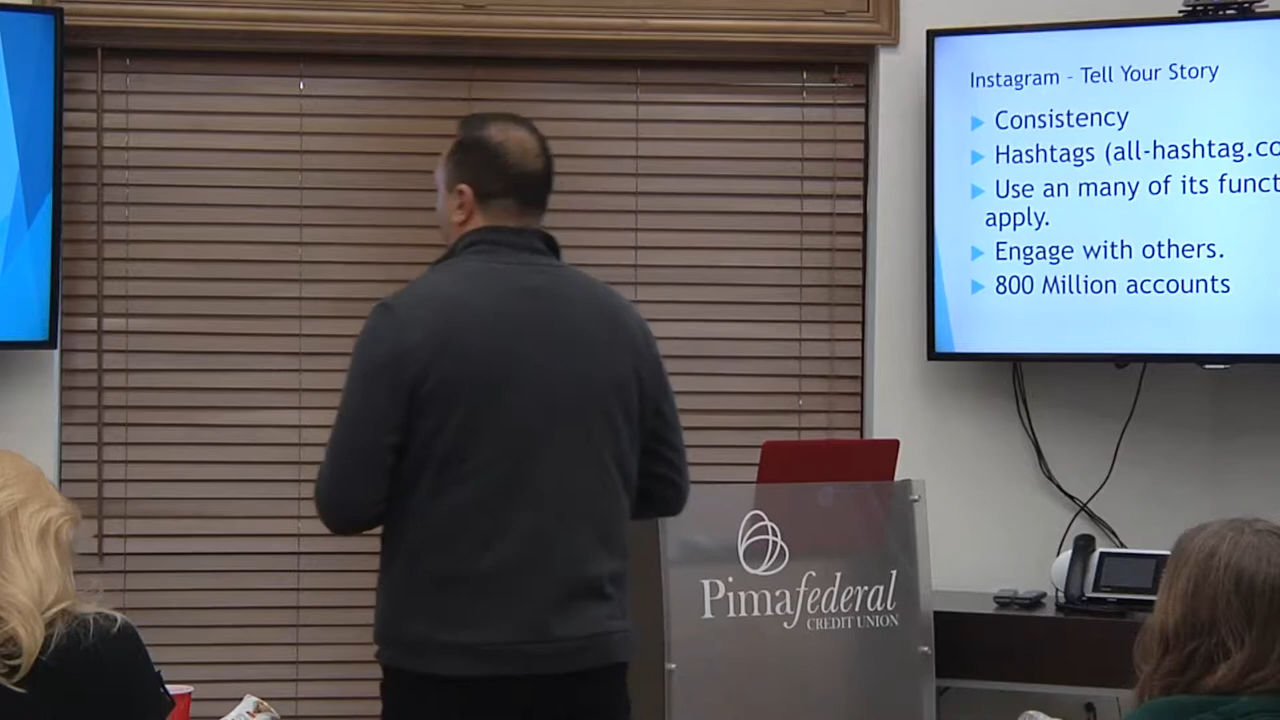 Instagram - Tell Your Story
Consistency
Hashtags (all-hashtag.co
Use an many of its funct
apply.
Engage with others.
800 Million accounts
Pimafederal
CREDIT UNION